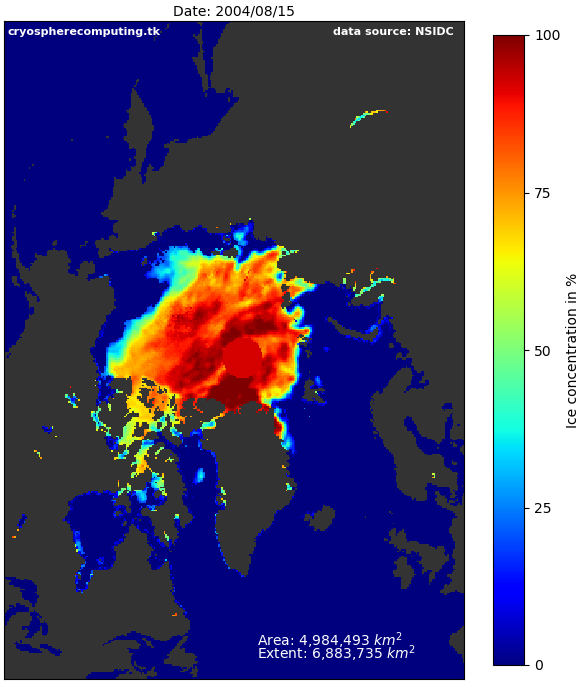 Date: 2004/08/15
cryospherecomputing.tk
data source: NSIDC
100
75
50
25
0
Ice concentration in %
Area: 4,984,493 km²
Extent: 6,883,735 km²